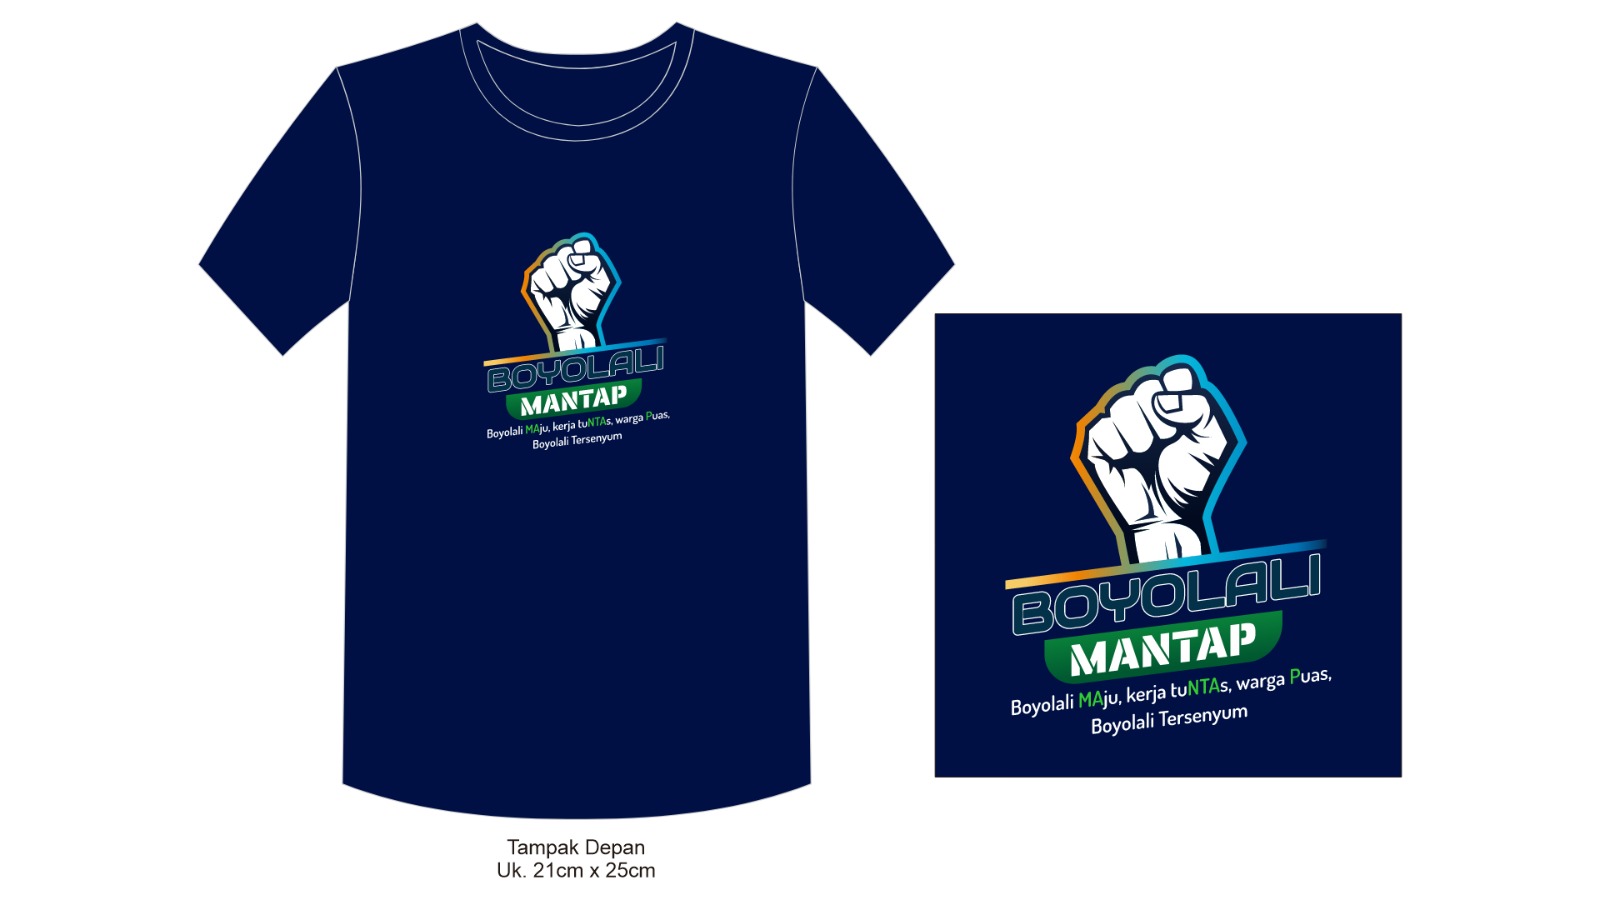 BOYOLALI
MANTAP
Boyolali MAju, kerja tuNTAs, warga Puas,
Boyolali Tersenyum
Tampak Depan
Uk. 21cm x 25cm
BOYOLALI
MANTAP
Boyolali MAju, kerja tuNTAs, warga Puas,
Boyolali Tersenyum